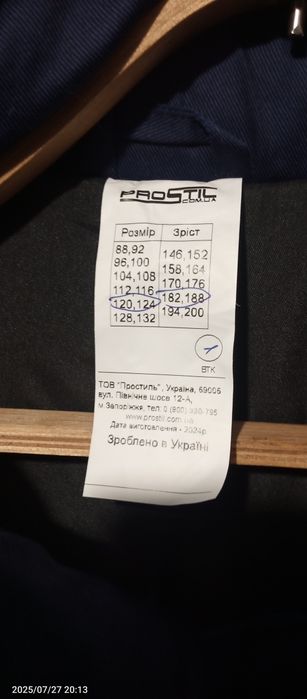 PROSTIL
.COM.UA
Розмір Зріст
88,92 146,152
96,100 158,164
104,108 170,176
112,116 182,188
120,124 194,200
128,132
ВТК
ТОВ "Простиль" , Україна, 69005
вул. Північне шосе 12-А,
м.Запоріжжя, тел. 0 (800) 330-795
www.prostil.com.ua
Дата виготовлення - 2024р.
Зроблено в Україні
2025/07/27 20:13